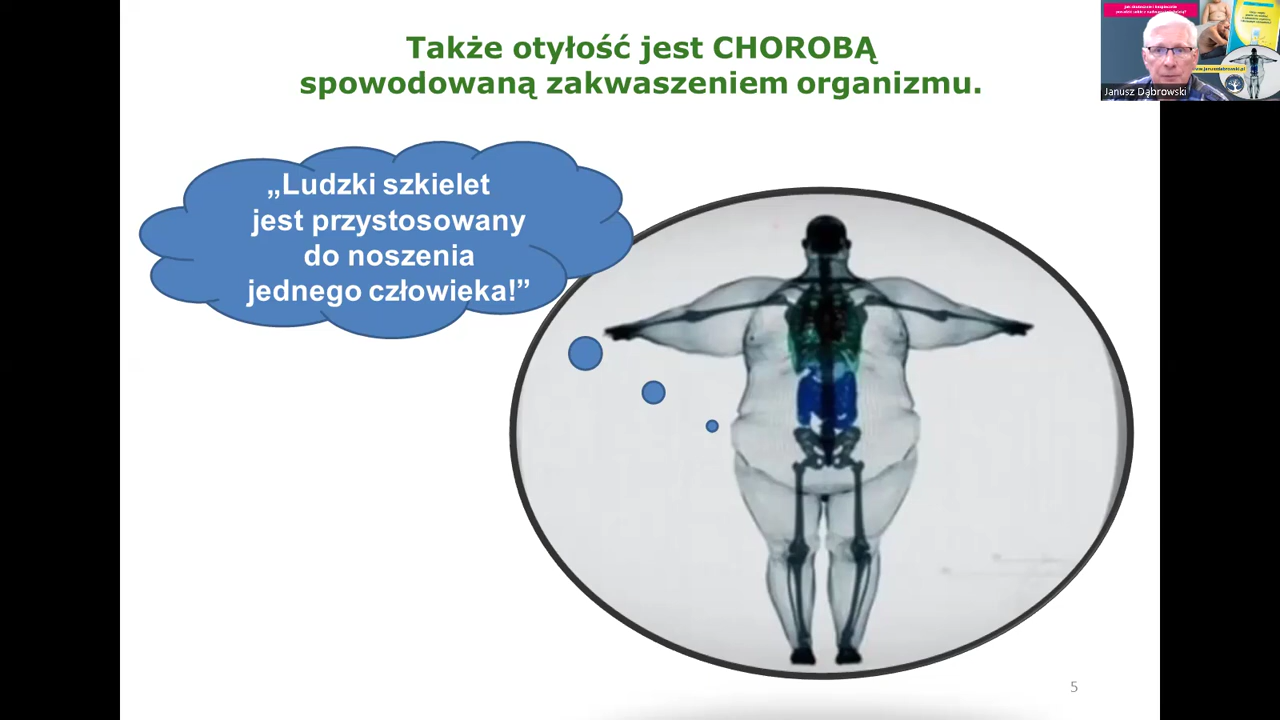 Także otyłość jest CHOROBĄ
spowodowaną zakwaszeniem organizmu.
„Ludzki szkielet
jest przystosowany
do noszenia
jednego człowieka!”
Janusz Dąbrowski
5